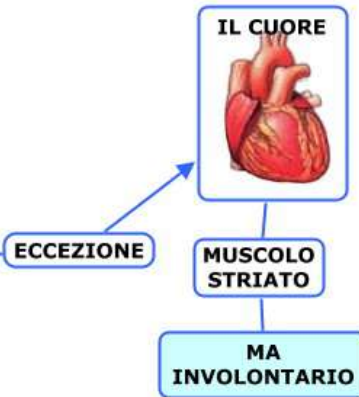 IL CUORE
ECCEZIONE
MUSCOLO
STRIATO
MA
INVOLONTARIO